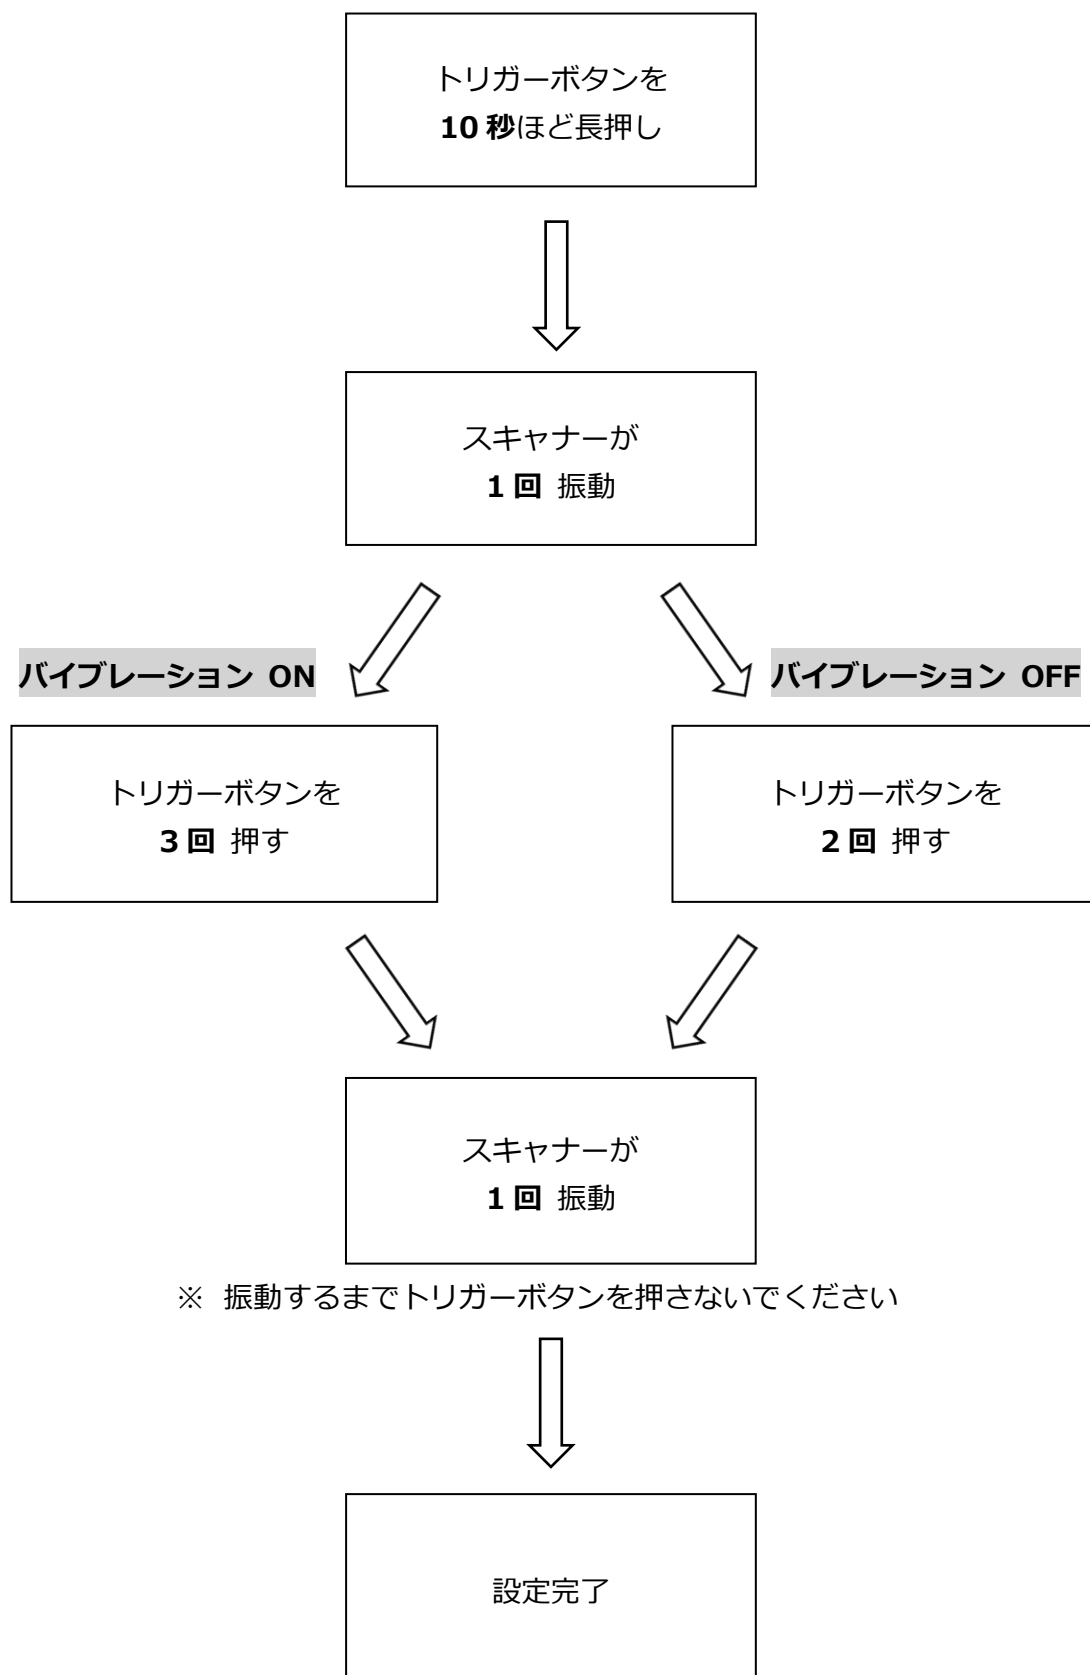 トリガーボタンを
10 秒ほど長押し
スキャナーが
1 回 振動
バイブレーション ON
バイブレーション OFF
トリガーボタンを
3 回 押す
トリガーボタンを
2 回 押す
スキャナーが
1 回 振動
※ 振動するまでトリガーボタンを押さないでください
設定完了